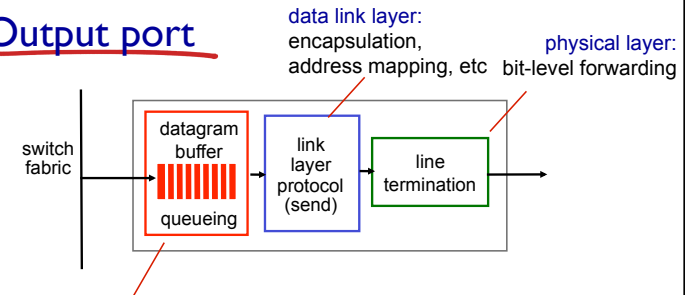 Output port
data link layer:
encapsulation,
address mapping, etc
physical layer:
bit-level forwarding
switch
fabric
datagram
buffer
queueing
link
layer
protocol
(send)
line
termination